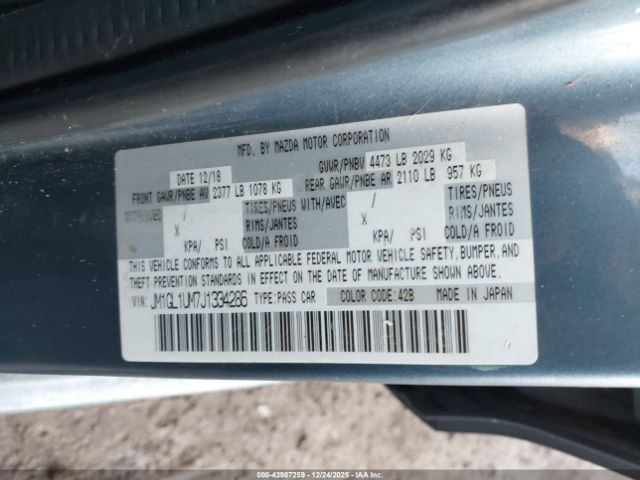 MFD. BY MAZDA MOTOR CORPORATION
DATE 12/18 GVWR/PNBV 4473 LB 2029 KG
FRONT GAWR/PNBE AV 2377 LB 1078 KG REAR GAWR/PNBE AR 2110 LB 957 KG
WITH/AVEC / TIRES/PNEUS WITH/AVEC / TIRES/PNEUS
X RIMS/JANTES X RIMS/JANTES
KPA/ PSI COLD/A FROID KPA/ PSI COLD/A FROID
THIS VEHICLE CONFORMS TO ALL APPLICABLE FEDERAL MOTOR VEHICLE SAFETY, BUMPER, AND
THEFT PREVENTION STANDARDS IN EFFECT ON THE DATE OF MANUFACTURE SHOWN ABOVE.
VIN: JM1GL1UM7J1334286 TYPE: PASS CAR COLOR CODE: 42B MADE IN JAPAN
000-43987259 - 12/24/2025 - IAAI.COM